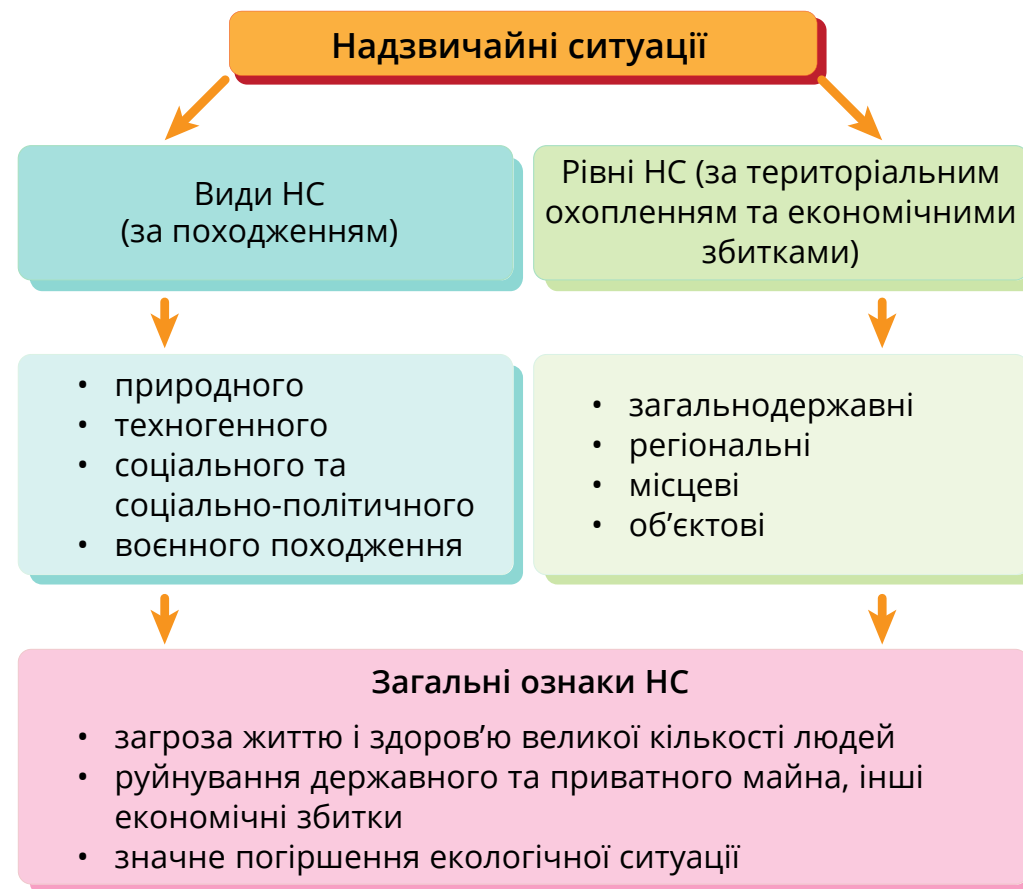 Надзвичайні ситуації
Види НС
(за походженням)
Рівні НС (за територіальним
охопленням та економічними
збитками)
• природного
• техногенного
• соціального та
соціально-політичного
• воєнного походження
• загальнодержавні
• регіональні
• місцеві
• об’єктові
Загальні ознаки НС
• загроза життю і здоров’ю великої кількості людей
• руйнування державного та приватного майна, інші
економічні збитки
• значне погіршення екологічної ситуації